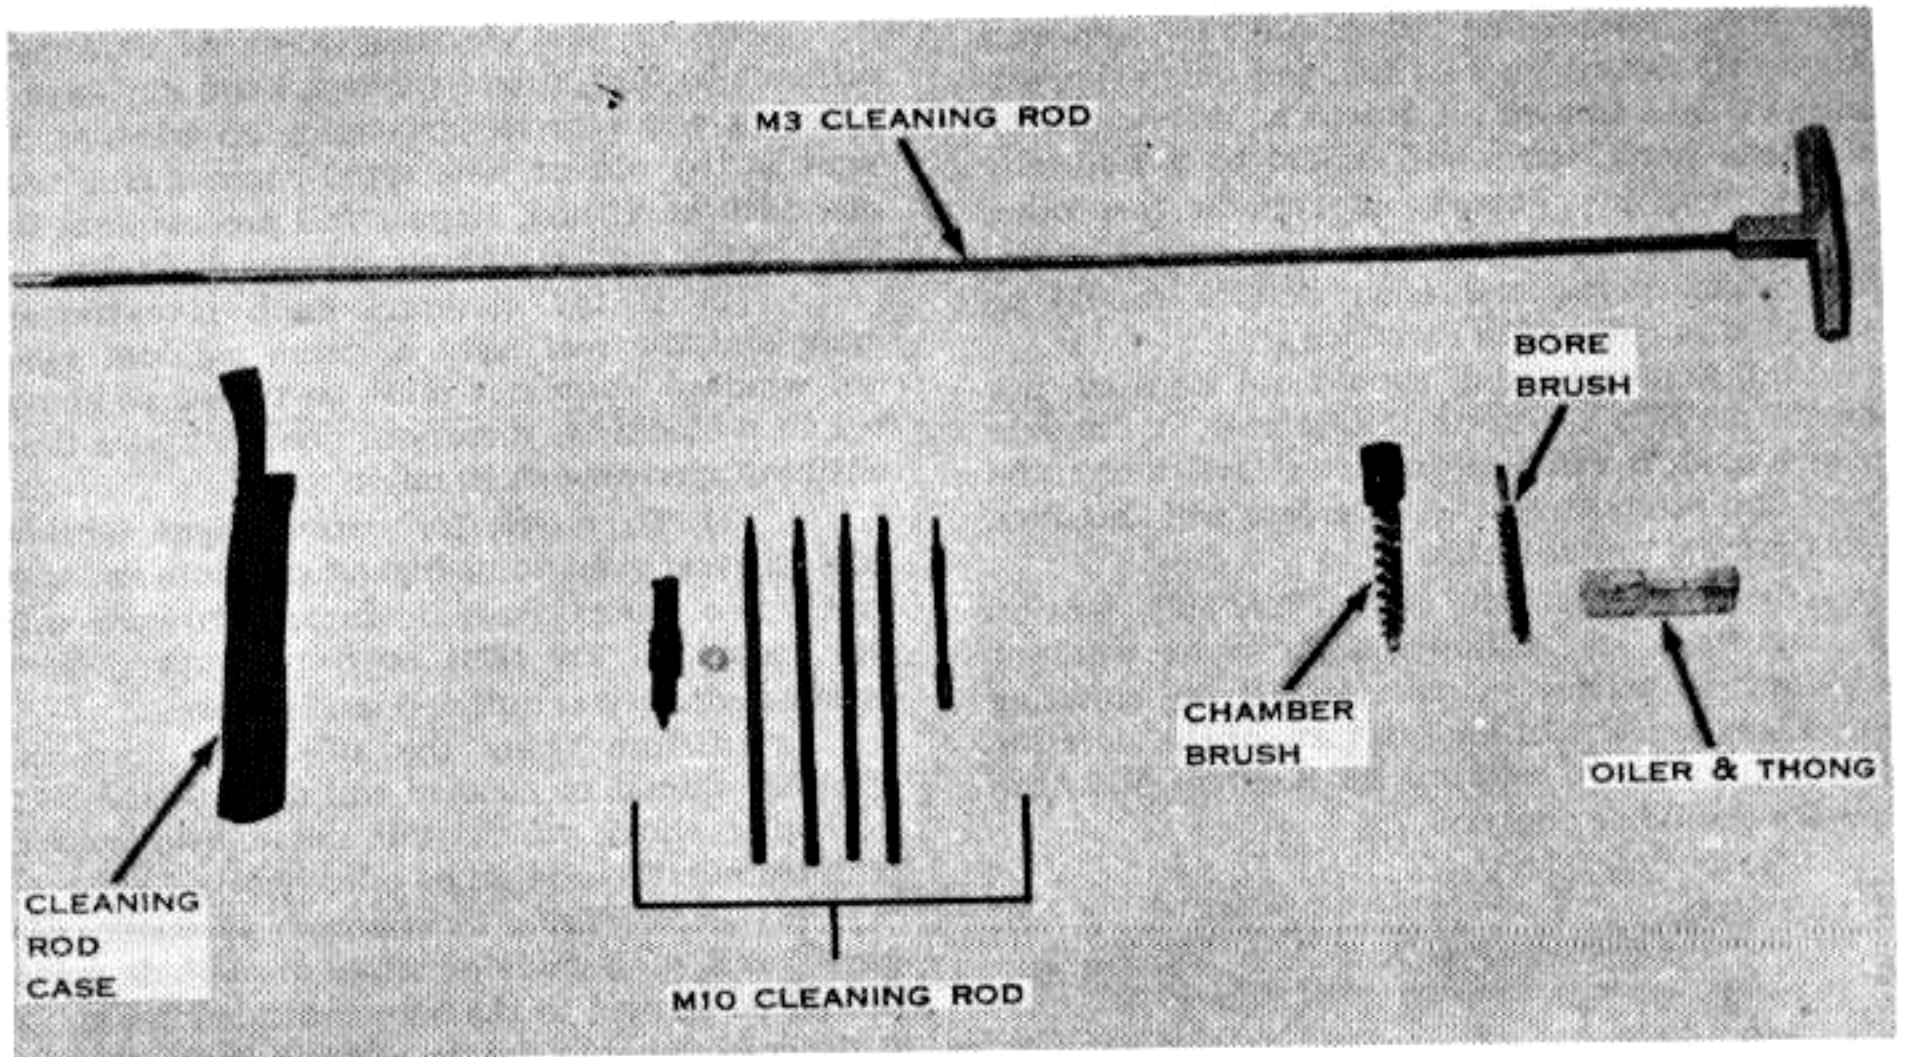 M3 CLEANING ROD
BORE
BRUSH
CHAMBER
BRUSH
OILER & THONG
CLEANING
ROD
CASE
M10 CLEANING ROD